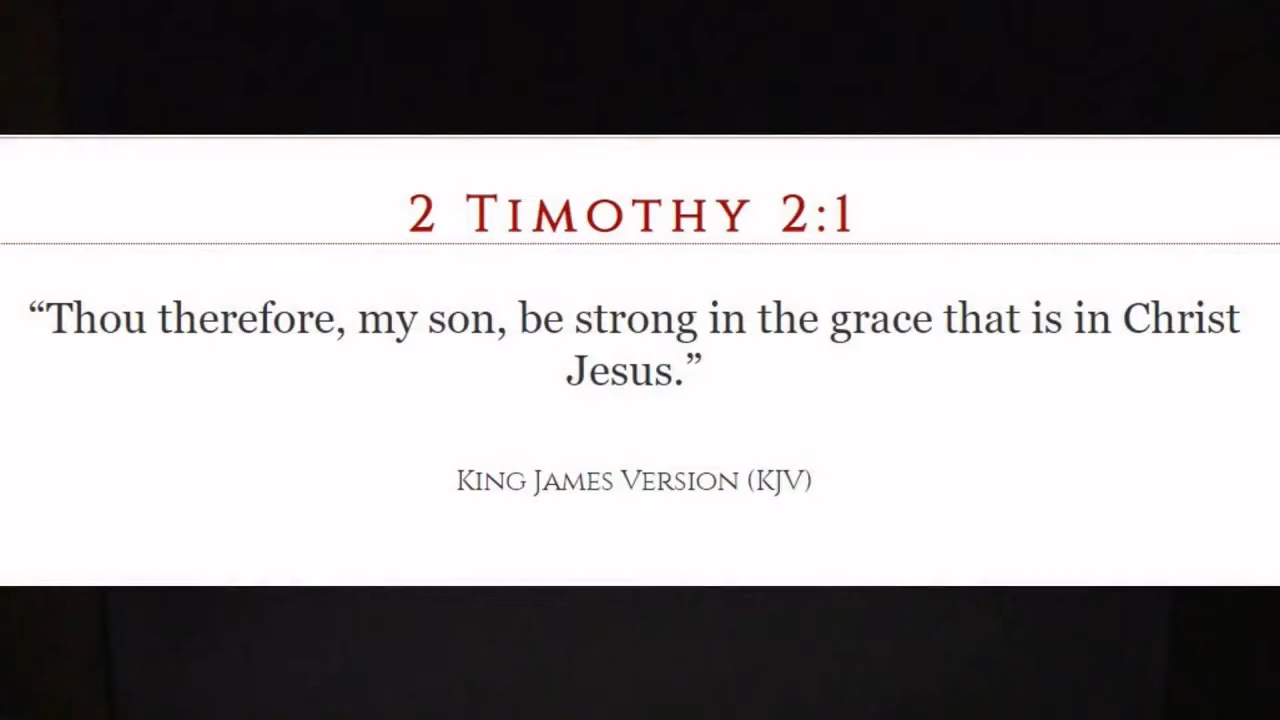 2 Timothy 2:1
“Thou therefore, my son, be strong in the grace that is in Christ
Jesus.”
King James Version (KJV)